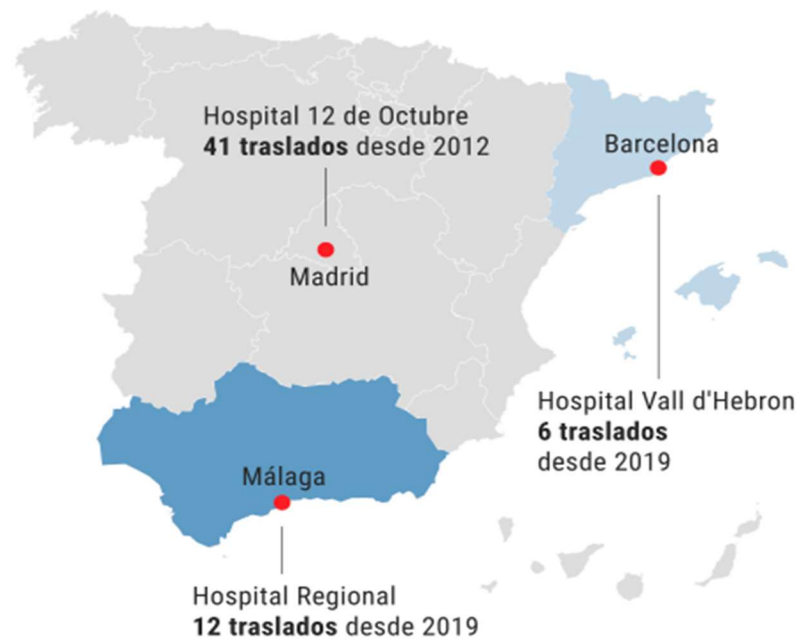 Hospital 12 de Octubre
41 traslados desde 2012
Madrid
Barcelona
Hospital Vall d'Hebron
6 traslados
desde 2019
Málaga
Hospital Regional
12 traslados desde 2019